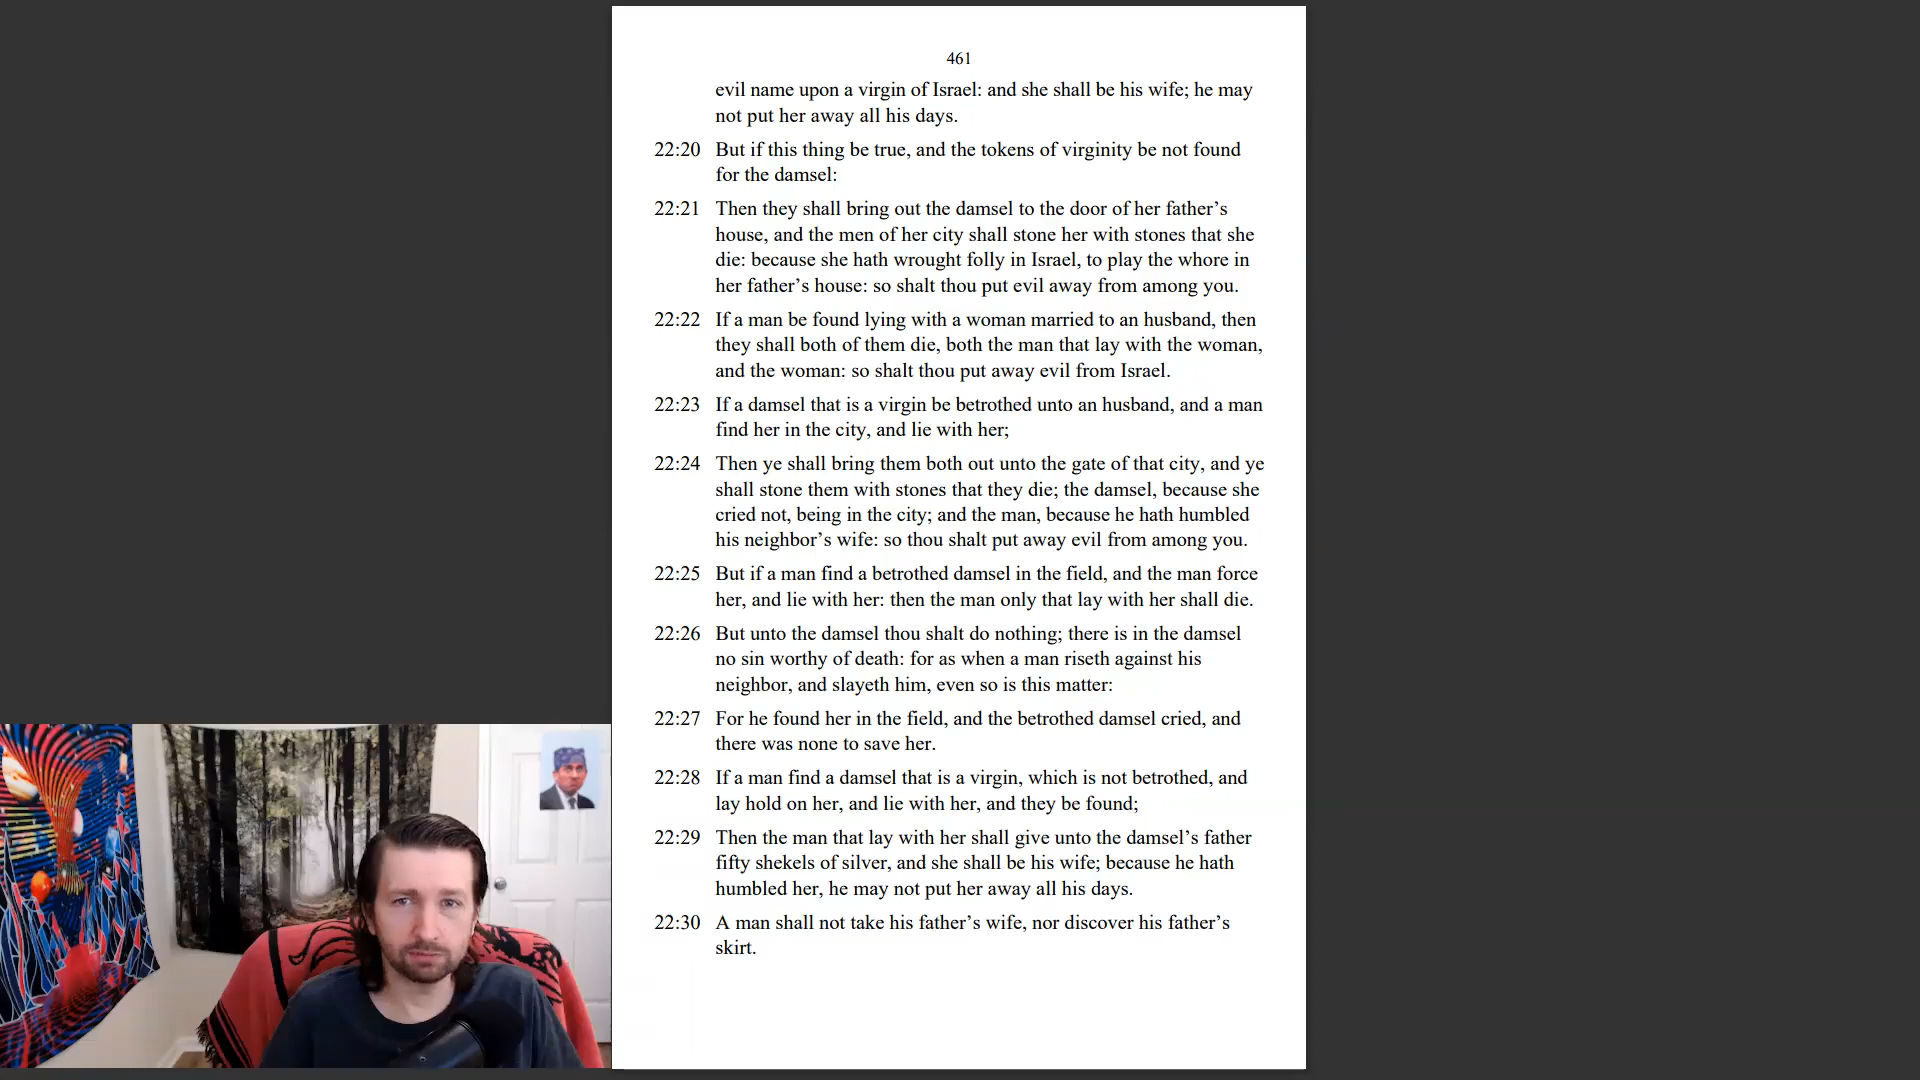 461
evil name upon a virgin of Israel: and she shall be his wife; he may
not put her away all his days.
22:20 But if this thing be true, and the tokens of virginity be not found
for the damsel:
22:21 Then they shall bring out the damsel to the door of her father’s
house, and the men of her city shall stone her with stones that she
die: because she hath wrought folly in Israel, to play the whore in
her father’s house: so shalt thou put evil away from among you.
22:22 If a man be found lying with a woman married to an husband, then
they shall both of them die, both the man that lay with the woman,
and the woman: so shalt thou put away evil from Israel.
22:23 If a damsel that is a virgin be betrothed unto an husband, and a man
find her in the city, and lie with her;
22:24 Then ye shall bring them both out unto the gate of that city, and ye
shall stone them with stones that they die; the damsel, because she
cried not, being in the city; and the man, because he hath humbled
his neighbor’s wife: so thou shalt put away evil from among you.
22:25 But if a man find a betrothed damsel in the field, and the man force
her, and lie with her: then the man only that lay with her shall die.
22:26 But unto the damsel thou shalt do nothing; there is in the damsel
no sin worthy of death: for as when a man riseth against his
neighbor, and slayeth him, even so is this matter:
22:27 For he found her in the field, and the betrothed damsel cried, and
there was none to save her.
22:28 If a man find a damsel that is a virgin, which is not betrothed, and
lay hold on her, and lie with her, and they be found;
22:29 Then the man that lay with her shall give unto the damsel’s father
fifty shekels of silver, and she shall be his wife; because he hath
humbled her, he may not put her away all his days.
22:30 A man shall not take his father’s wife, nor discover his father’s
skirt.